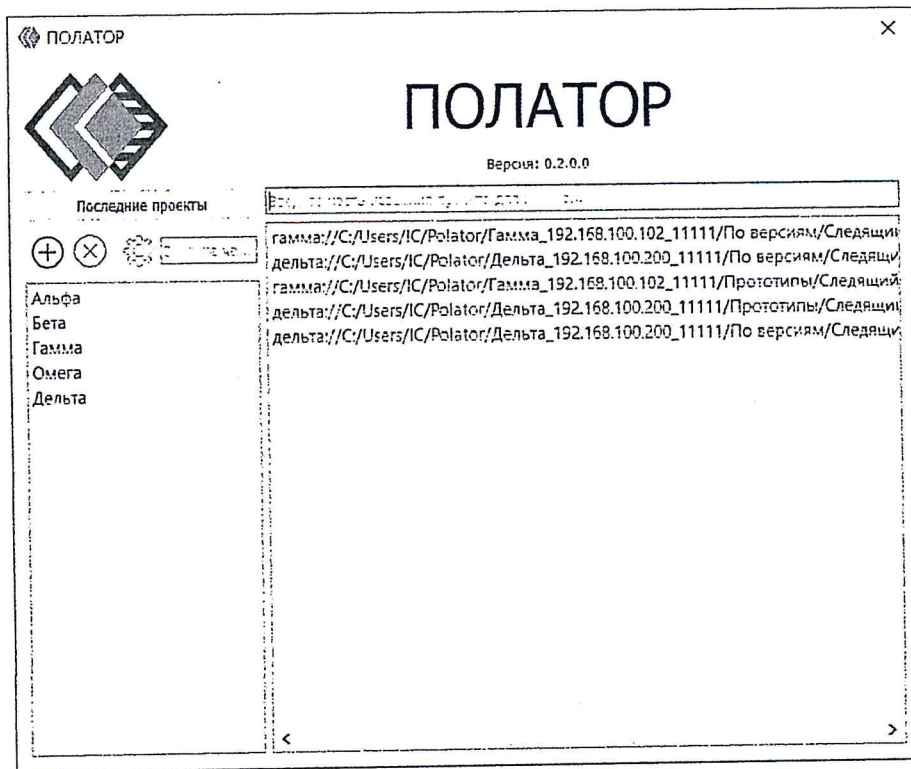 ПОЛАТОР
ПОЛАТОР
Версия: 0.2.0.0
Последние проекты
Альфа
Бета
Гамма
Омега
Дельта
гамма://C:/Users/IC/Polator/Гамма_192.168.100.102_11111/По версиям/Следящий
дельта://C:/Users/IC/Polator/Дельта_192.168.100.200_11111/По версиям/Следящи
гамма://C:/Users/IC/Polator/Гамма_192.168.100.102_11111/Прототипы/Следящий
дельта://C:/Users/IC/Polator/Дельта_192.168.100.200_11111/Прототипы/Следящи
дельта://C:/Users/IC/Polator/Дельта_192.168.100.200_11111/По версиям/Следящи